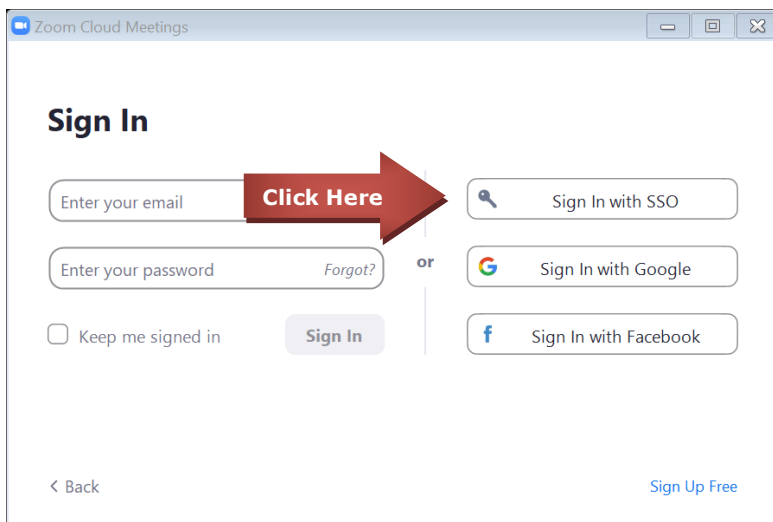 Zoom Cloud Meetings
Sign In
Enter your email
Click Here
Sign In with SSO
Enter your password
Forgot?
or
Sign In with Google
Keep me signed in
Sign In
Sign In with Facebook
Back
Sign Up Free